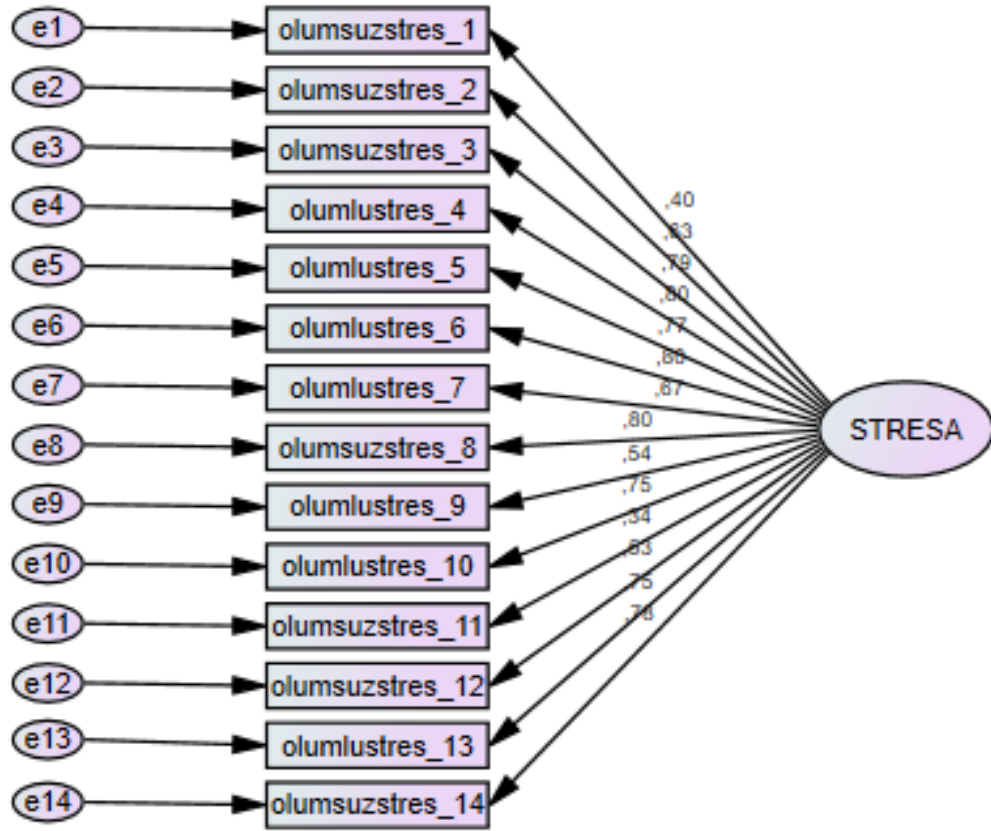 e1 olumsuzstres_1
e2 olumsuzstres_2
e3 olumsuzstres_3
e4 olumlustres_4
e5 olumlustres_5
e6 olumlustres_6
e7 olumlustres_7
e8 olumsuzstres_8
e9 olumlustres_9
e10 olumlustres_10
e11 olumsuzstres_11
e12 olumsuzstres_12
e13 olumlustres_13
e14 olumsuzstres_14
,40
,79
,80
,77
,67
,80
,54
,75
,34
,75
,78
STRESA